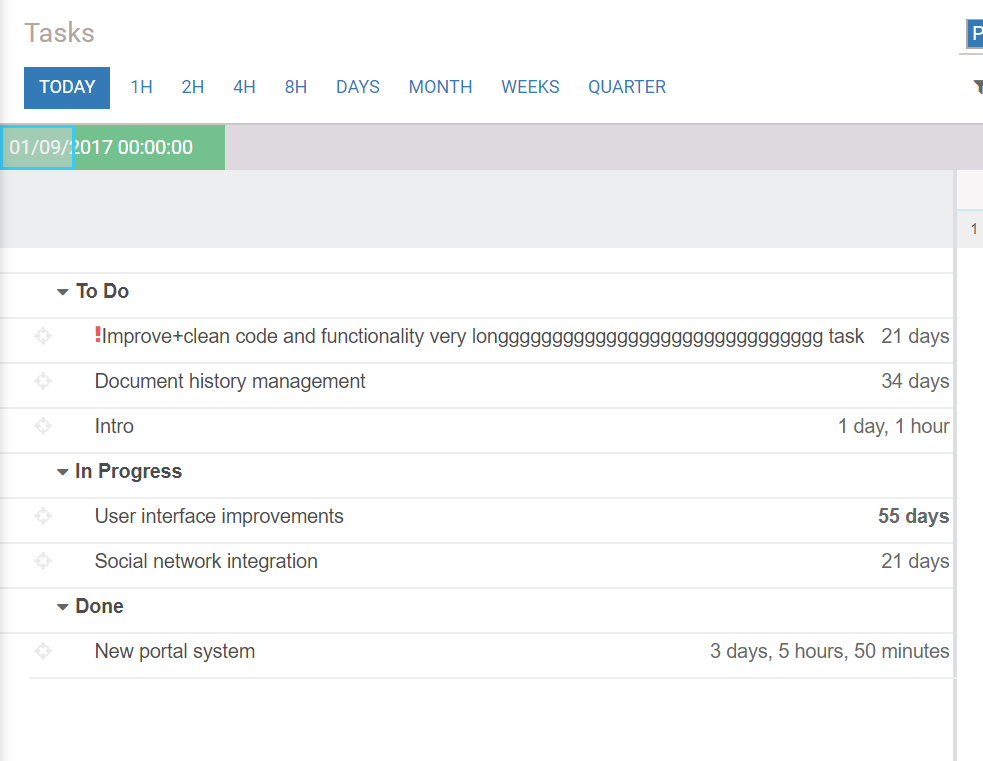 Tasks
P
TODAY 1H 2H 4H 8H DAYS MONTH WEEKS QUARTER
01/09/2017 00:00:00
1
To Do
!Improve+clean code and functionality very longgggggggggggggggggggggggggggggg task 21 days
Document history management 34 days
Intro 1 day, 1 hour
In Progress
User interface improvements 55 days
Social network integration 21 days
Done
New portal system 3 days, 5 hours, 50 minutes